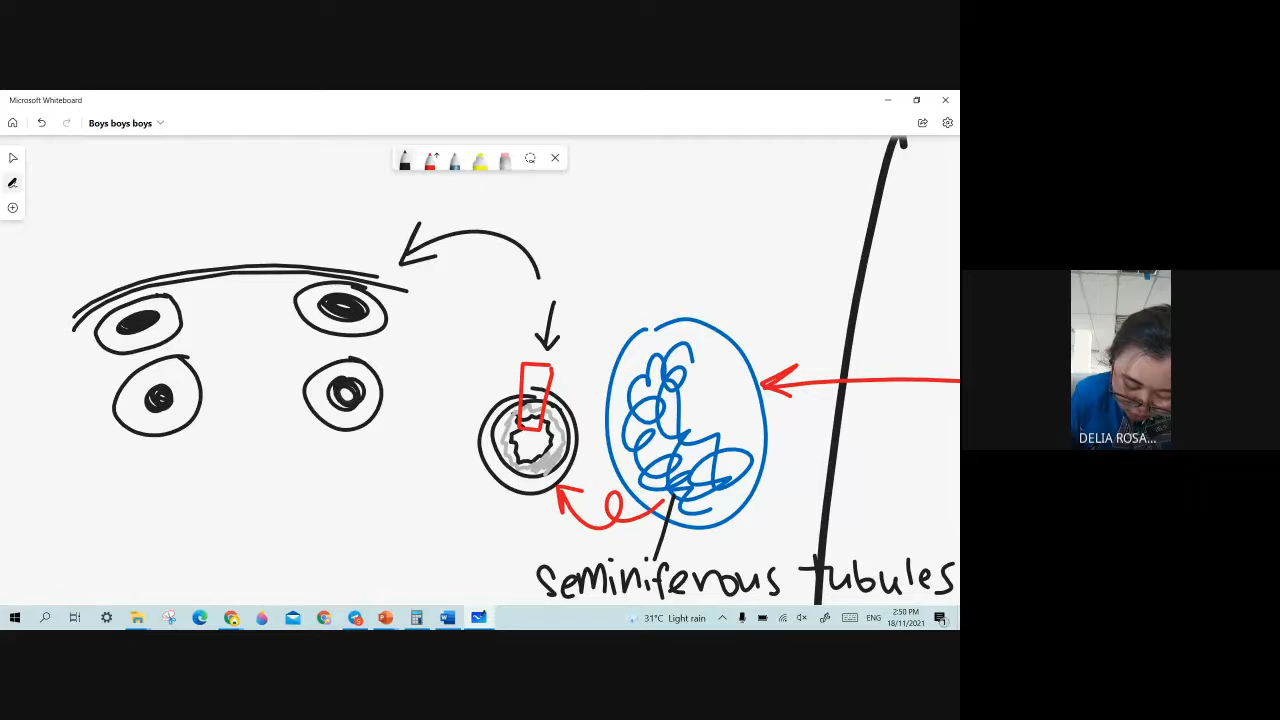 Microsoft Whiteboard
Boys boys boys
DELIA ROSA...
seminiferous tubules
31°C Light rain
ENG
2:50 PM
18/11/2021